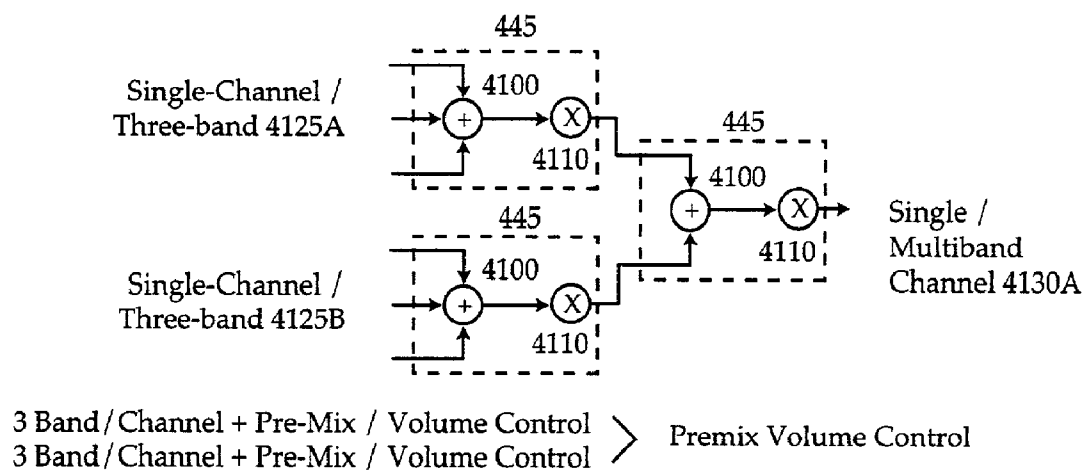 445
Single-Channel /
Three-band 4125A
4100
+
X
4110
445
4100
+
X
4110
Single /
Multiband
Channel 4130A
445
Single-Channel /
Three-band 4125B
4100
+
X
4110
3 Band/Channel + Pre-Mix / Volume Control
3 Band/Channel + Pre-Mix / Volume Control
> Premix Volume Control